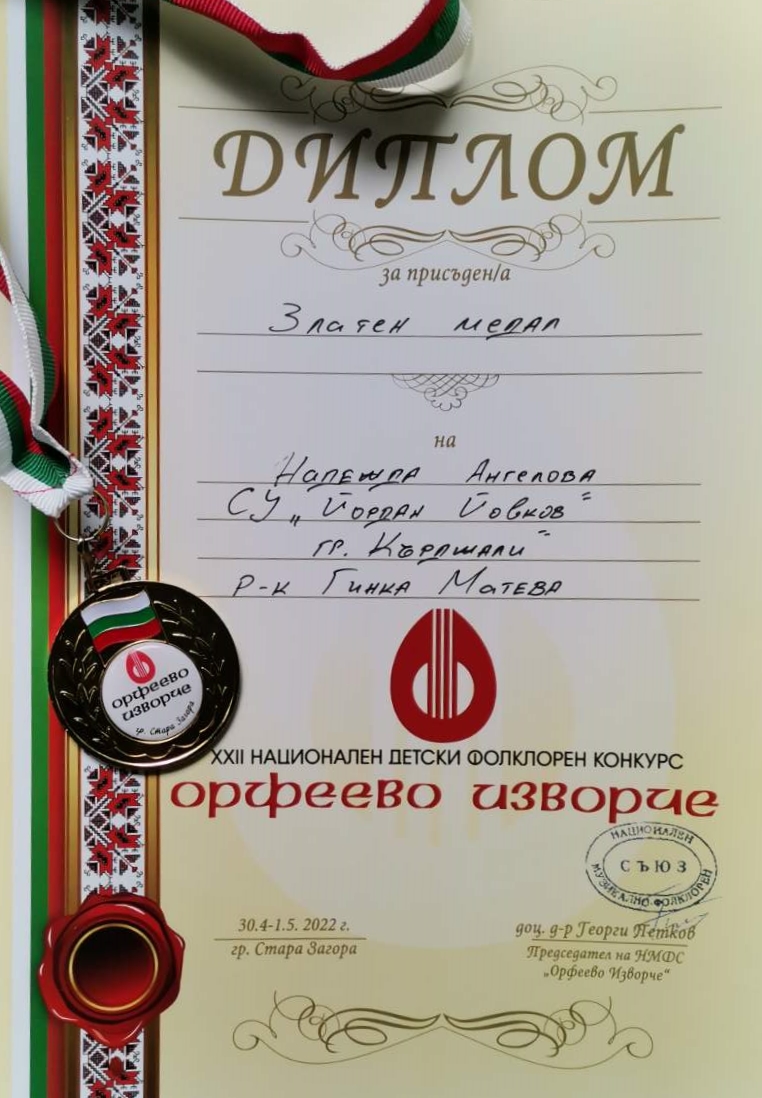 ДИПЛОМ
за присъден/а
Златен медал
на
Надежда Ангелова
СУ „Йордан Йовков"
гр. Кърджали"
р-к Гинка Матева
орфеево
изворче
гр. Стара Загора
XXII НАЦИОНАЛЕН ДЕТСКИ ФОЛКЛОРЕН КОНКУРС
орфеево изворче
НАЦИОНАЛЕН
СЪЮЗ
МУЗИКАЛНО-ФОЛКЛОРЕН
30.4-1.5. 2022 г.
гр. Стара Загора
доц. д-р Георги Петков
Председател на НМФС
„Орфеево Изворче"